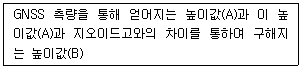 GNSS 측량을 통해 얻어지는 높이값(A)과 이 높
이값(A)과 지오이드고와의 차이를 통하여 구해지
는 높이값(B)